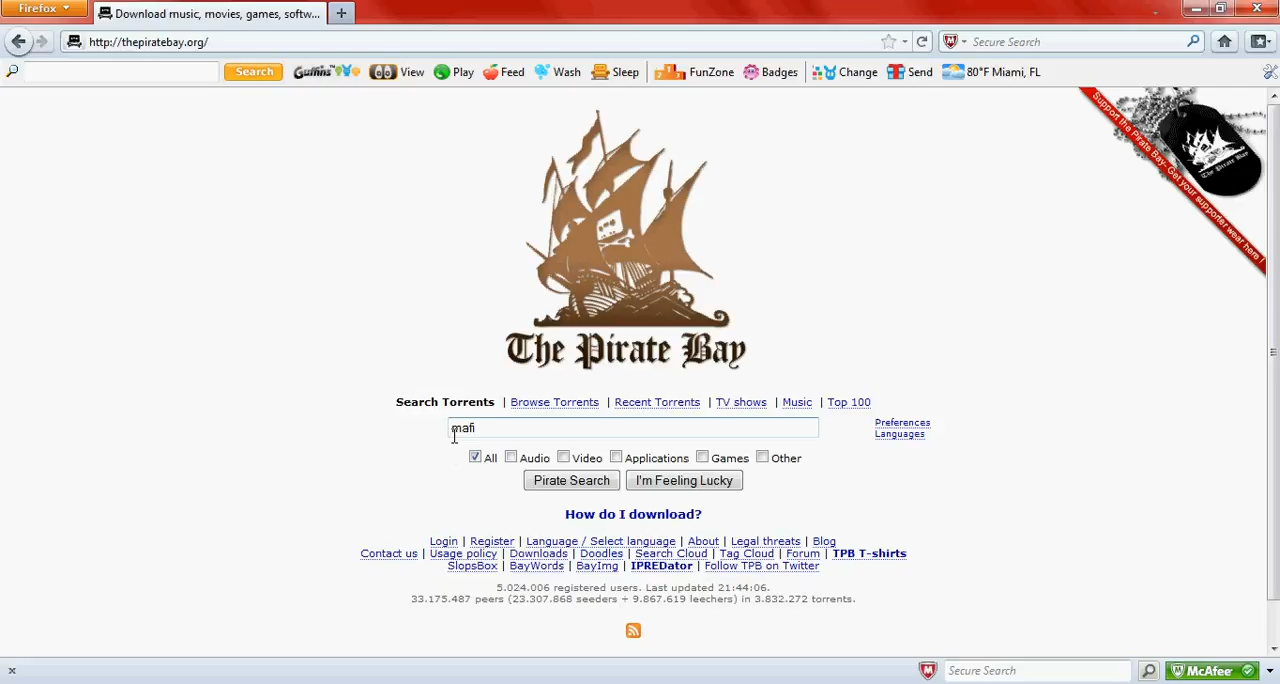 Firefox
Download music, movies, games, softw...
http://thepiratebay.org/
Secure Search
Search
Guffins
View
Play
Feed
Wash
Sleep
FunZone
Badges
Change
Send
80°F Miami, FL
Support the Pirate Bay- Get your supporter wear here !
The Pirate Bay
The Pirate Bay
Search Torrents | Browse Torrents | Recent Torrents | TV shows | Music | Top 100
mafi
Preferences
Languages
All Audio Video Applications Games Other
Pirate Search I'm Feeling Lucky
How do I download?
Login | Register | Language / Select language | About | Legal threats | Blog
Contact us | Usage policy | Downloads | Doodles | Search Cloud | Tag Cloud | Forum | TPB T-shirts
SlopsBox | BayWords | BayImg | IPREDator | Follow TPB on Twitter
5.024.006 registered users. Last updated 21:44:06.
33.175.487 peers (23.307.868 seeders + 9.867.619 leechers) in 3.832.272 torrents.
Secure Search
McAfee